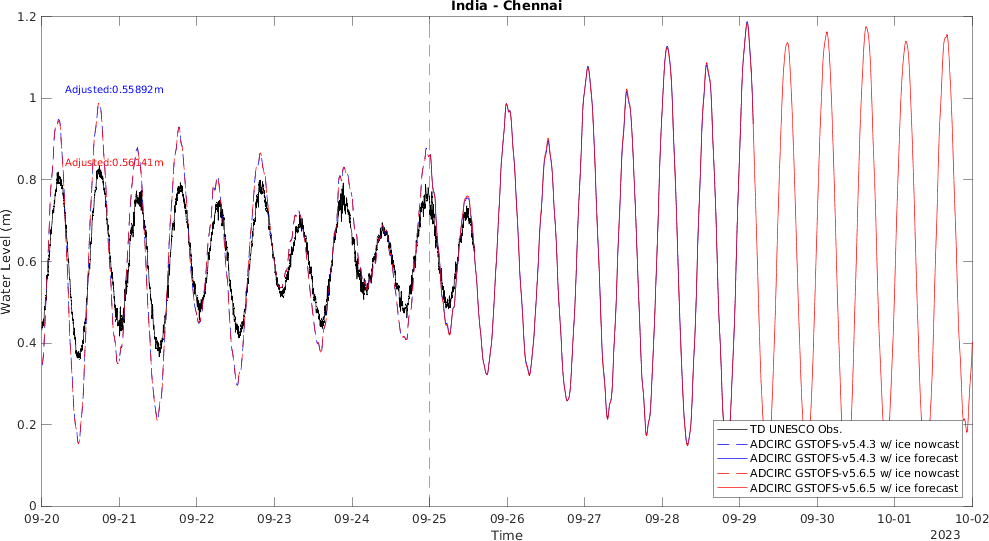 India - Chennai
1.2
1
0.8
0.6
0.4
0.2
0
Water Level (m)
Adjusted:0.55892m
Adjusted:0.56141m
TD UNESCO Obs.
ADCIRC GSTOFS-v5.4.3 w/ ice nowcast
ADCIRC GSTOFS-v5.4.3 w/ ice forecast
ADCIRC GSTOFS-v5.6.5 w/ ice nowcast
ADCIRC GSTOFS-v5.6.5 w/ ice forecast
09-20 09-21 09-22 09-23 09-24 09-25 09-26 09-27 09-28 09-29 09-30 10-01 10-02
Time
2023